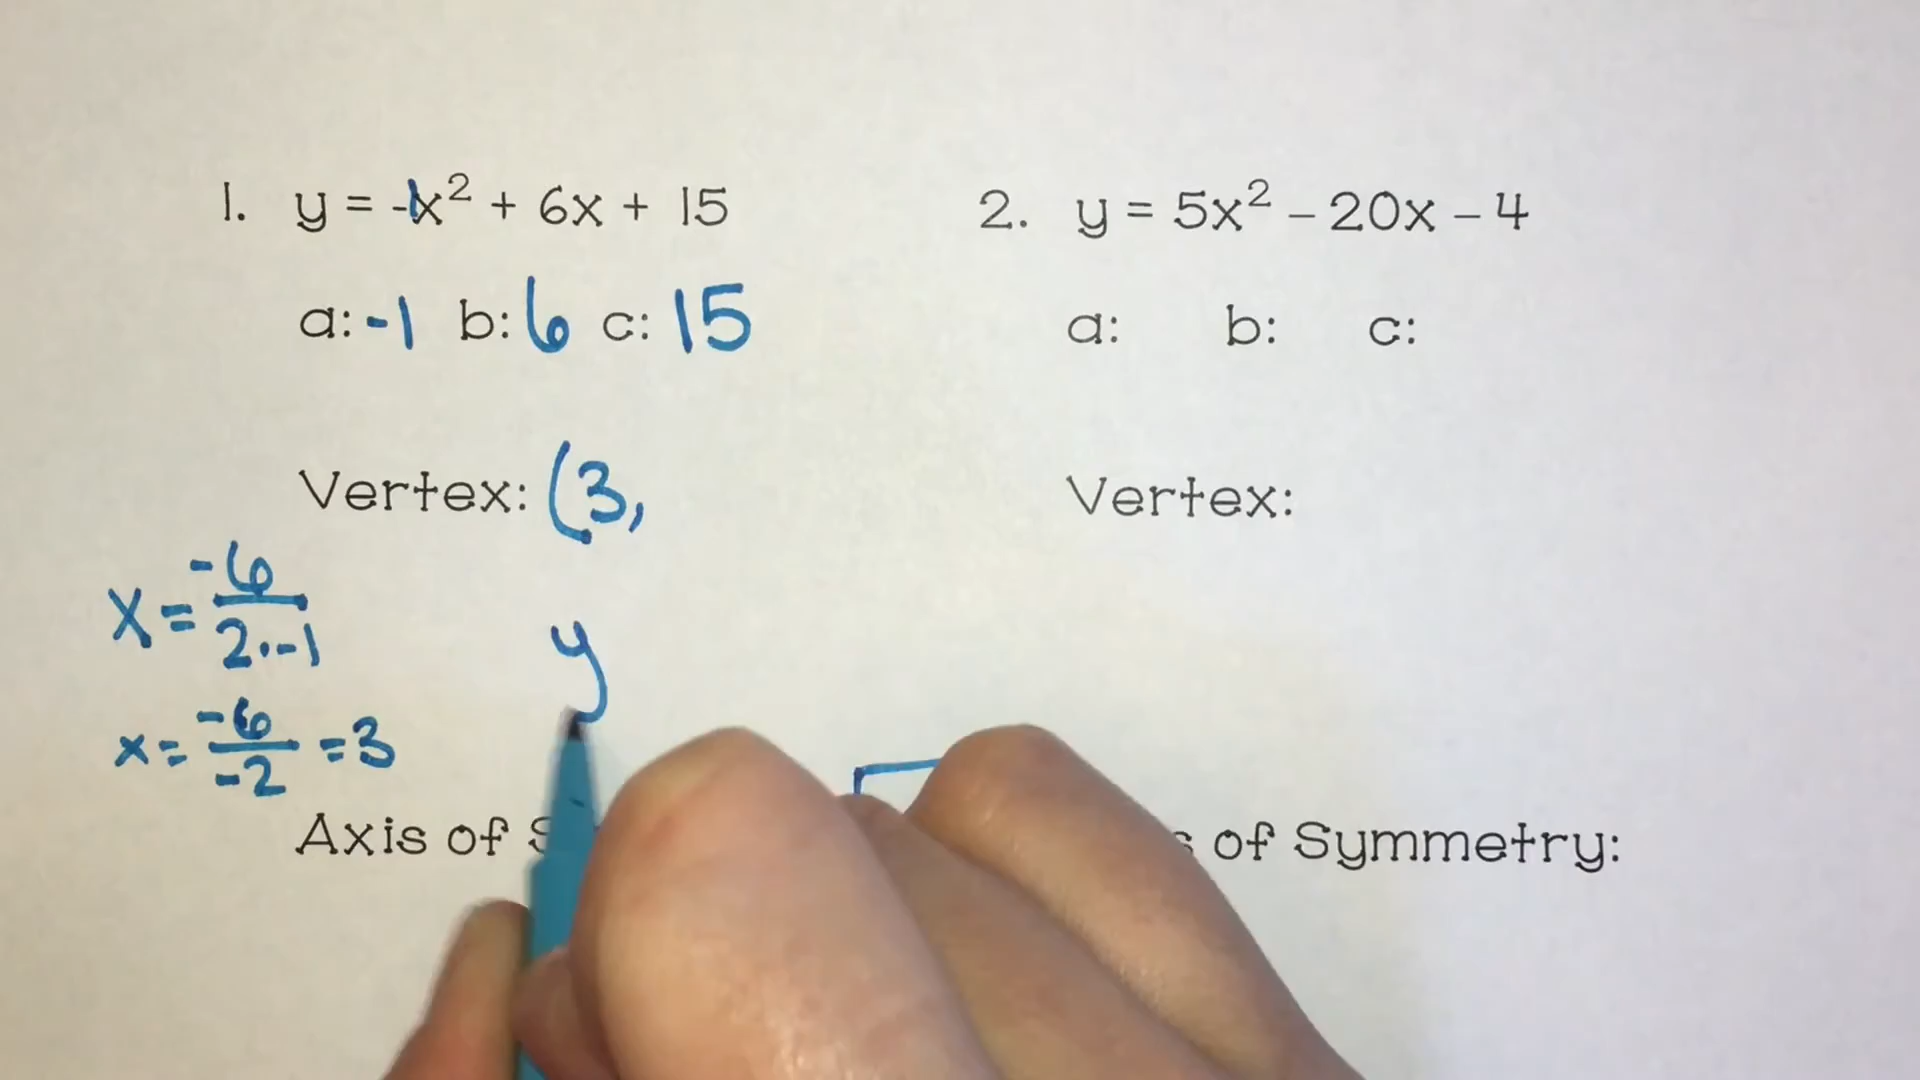 1. y = -1x² + 6x + 15
a: -1 b: 6 c: 15
Vertex: (3,
x = -6 / 2·-1
x = -6 / -2 = 3
y
Axis of
2. y = 5x² – 20x – 4
a: b: c:
Vertex:
of Symmetry: